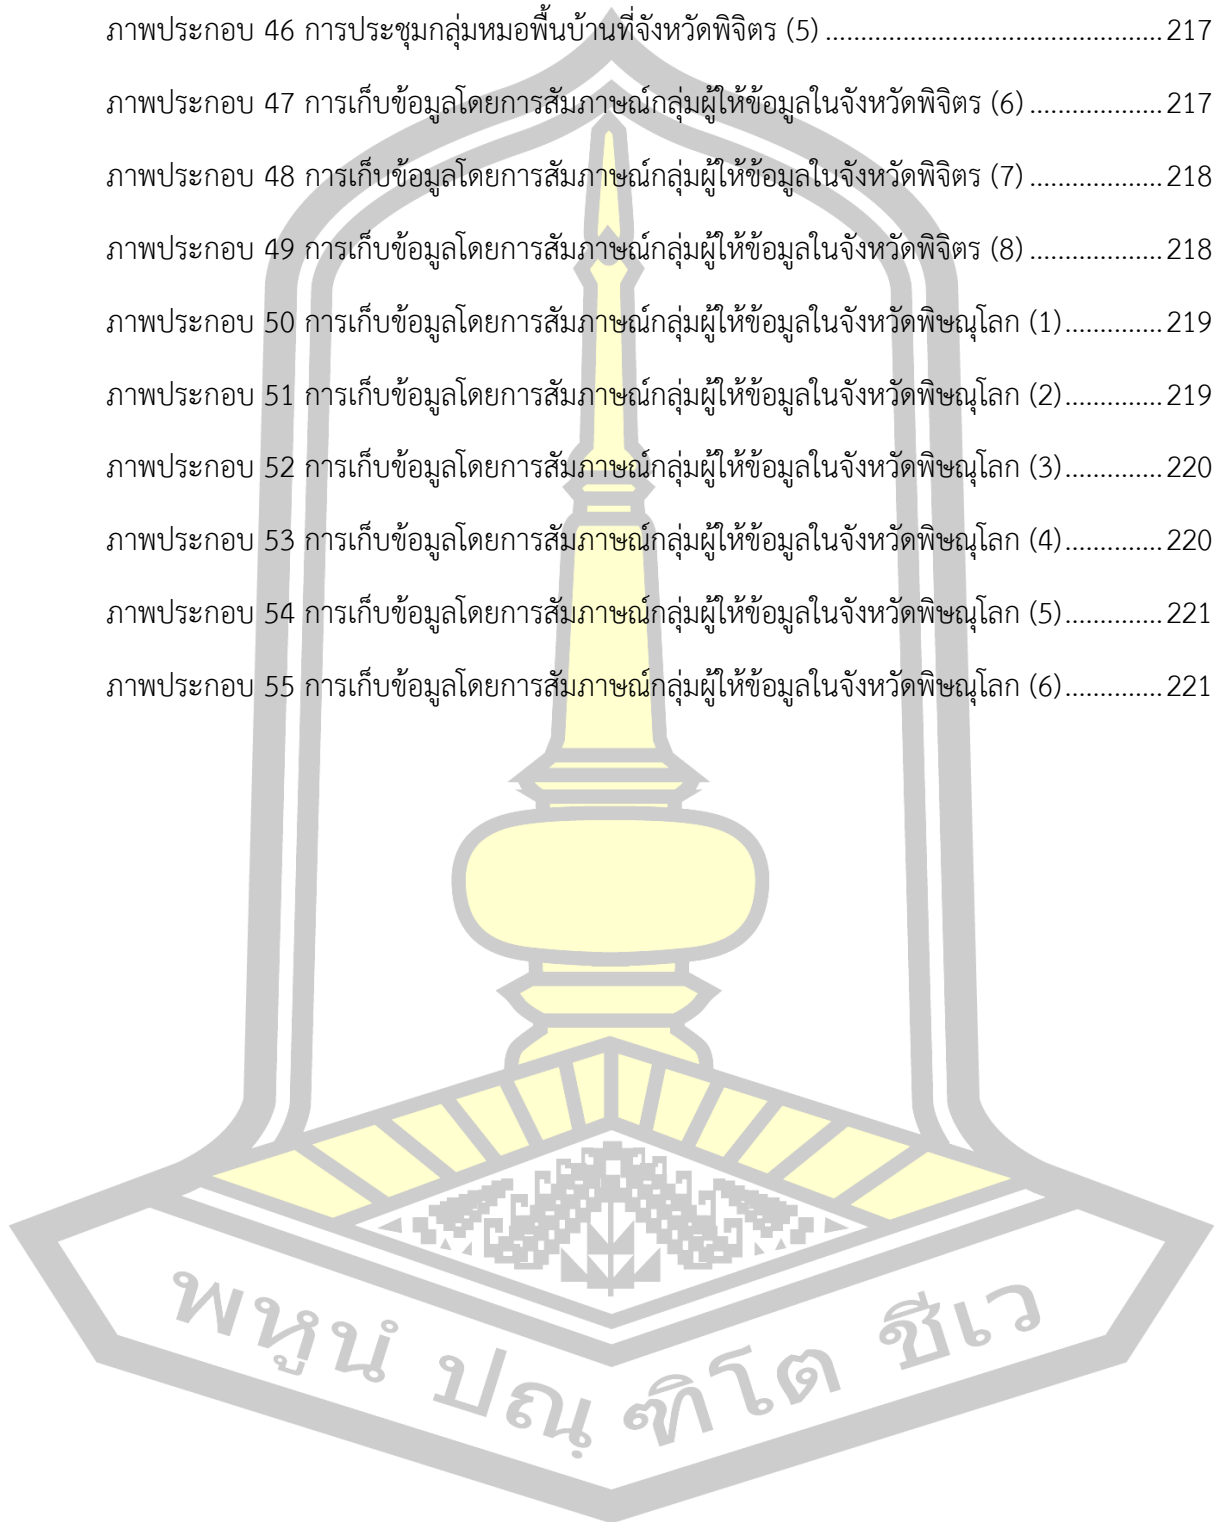 ภาพประกอบ 46 การประชุมกลุ่มหมอพื้นบ้านที่จังหวัดพิจิตร (5) ................................................ 217
ภาพประกอบ 47 การเก็บข้อมูลโดยการสัมภาษณ์กลุ่มผู้ให้ข้อมูลในจังหวัดพิจิตร (6) ................... 217
ภาพประกอบ 48 การเก็บข้อมูลโดยการสัมภาษณ์กลุ่มผู้ให้ข้อมูลในจังหวัดพิจิตร (7) ................... 218
ภาพประกอบ 49 การเก็บข้อมูลโดยการสัมภาษณ์กลุ่มผู้ให้ข้อมูลในจังหวัดพิจิตร (8) ................... 218
ภาพประกอบ 50 การเก็บข้อมูลโดยการสัมภาษณ์กลุ่มผู้ให้ข้อมูลในจังหวัดพิษณุโลก (1).............. 219
ภาพประกอบ 51 การเก็บข้อมูลโดยการสัมภาษณ์กลุ่มผู้ให้ข้อมูลในจังหวัดพิษณุโลก (2).............. 219
ภาพประกอบ 52 การเก็บข้อมูลโดยการสัมภาษณ์กลุ่มผู้ให้ข้อมูลในจังหวัดพิษณุโลก (3).............. 220
ภาพประกอบ 53 การเก็บข้อมูลโดยการสัมภาษณ์กลุ่มผู้ให้ข้อมูลในจังหวัดพิษณุโลก (4).............. 220
ภาพประกอบ 54 การเก็บข้อมูลโดยการสัมภาษณ์กลุ่มผู้ให้ข้อมูลในจังหวัดพิษณุโลก (5).............. 221
ภาพประกอบ 55 การเก็บข้อมูลโดยการสัมภาษณ์กลุ่มผู้ให้ข้อมูลในจังหวัดพิษณุโลก (6).............. 221
พหูนํ ปณฺ ฑิโต ชีเว